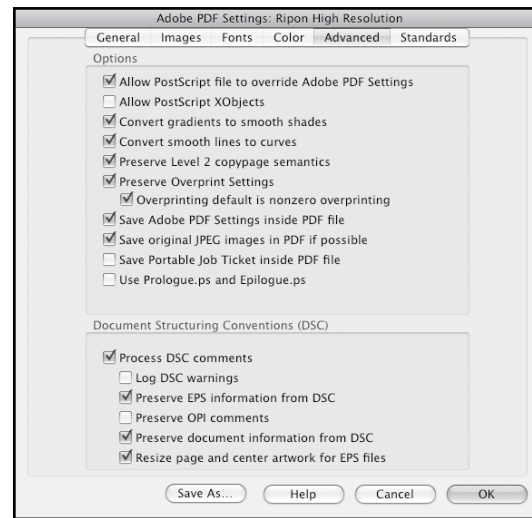 Adobe PDF Settings: Ripon High Resolution
General Images Fonts Color Advanced Standards
Options
Allow PostScript file to override Adobe PDF Settings
Allow PostScript XObjects
Convert gradients to smooth shades
Convert smooth lines to curves
Preserve Level 2 copypage semantics
Preserve Overprint Settings
Overprinting default is nonzero overprinting
Save Adobe PDF Settings inside PDF file
Save original JPEG images in PDF if possible
Save Portable Job Ticket inside PDF file
Use Prologue.ps and Epilogue.ps
Document Structuring Conventions (DSC)
Process DSC comments
Log DSC warnings
Preserve EPS information from DSC
Preserve OPI comments
Preserve document information from DSC
Resize page and center artwork for EPS files
Save As... Help Cancel OK